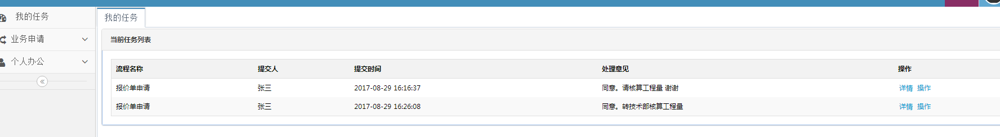 我的任务
业务申请
个人办公
我的任务
当前任务列表
流程名称 提交人 提交时间 处理意见 操作
报价单申请 张三 2017-08-29 16:16:37 同意。请核算工程量 谢谢 详情 操作
报价单申请 张三 2017-08-29 16:26:08 同意。转技术部核算工程量 详情 操作